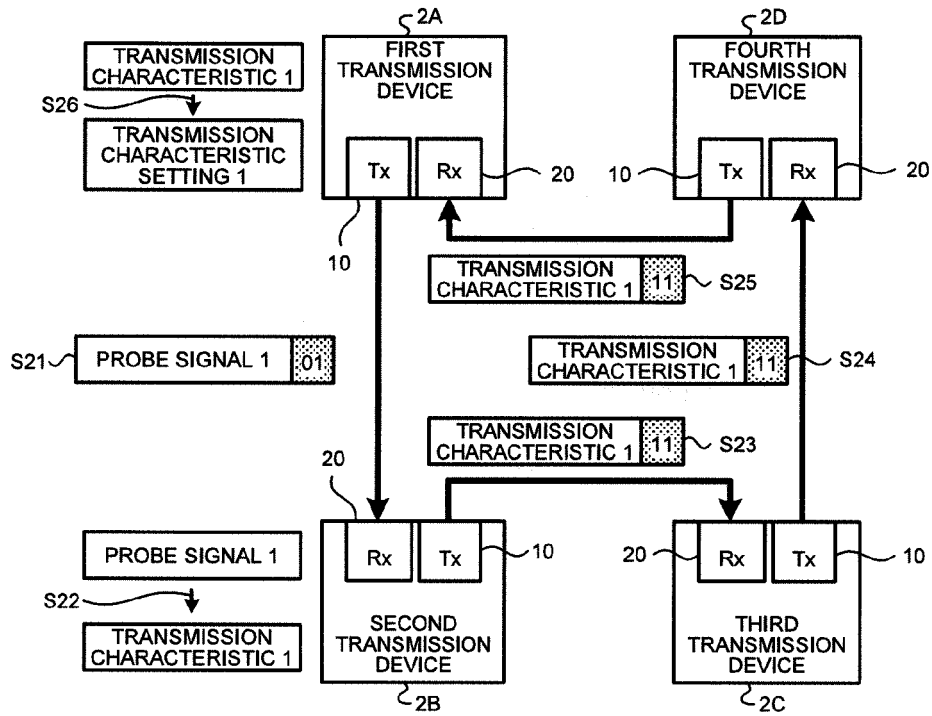 2A
2D
TRANSMISSION
CHARACTERISTIC 1
S26
TRANSMISSION
CHARACTERISTIC
SETTING 1
FIRST
TRANSMISSION
DEVICE
Tx
Rx
20
10
FOURTH
TRANSMISSION
DEVICE
10
Tx
Rx
20
TRANSMISSION
CHARACTERISTIC 1
11
S25
S21
PROBE SIGNAL 1
01
TRANSMISSION
CHARACTERISTIC 1
11
S24
TRANSMISSION
CHARACTERISTIC 1
11
S23
20
PROBE SIGNAL 1
S22
TRANSMISSION
CHARACTERISTIC 1
Rx
Tx
10
SECOND
TRANSMISSION
DEVICE
2B
20
Rx
Tx
10
THIRD
TRANSMISSION
DEVICE
2C